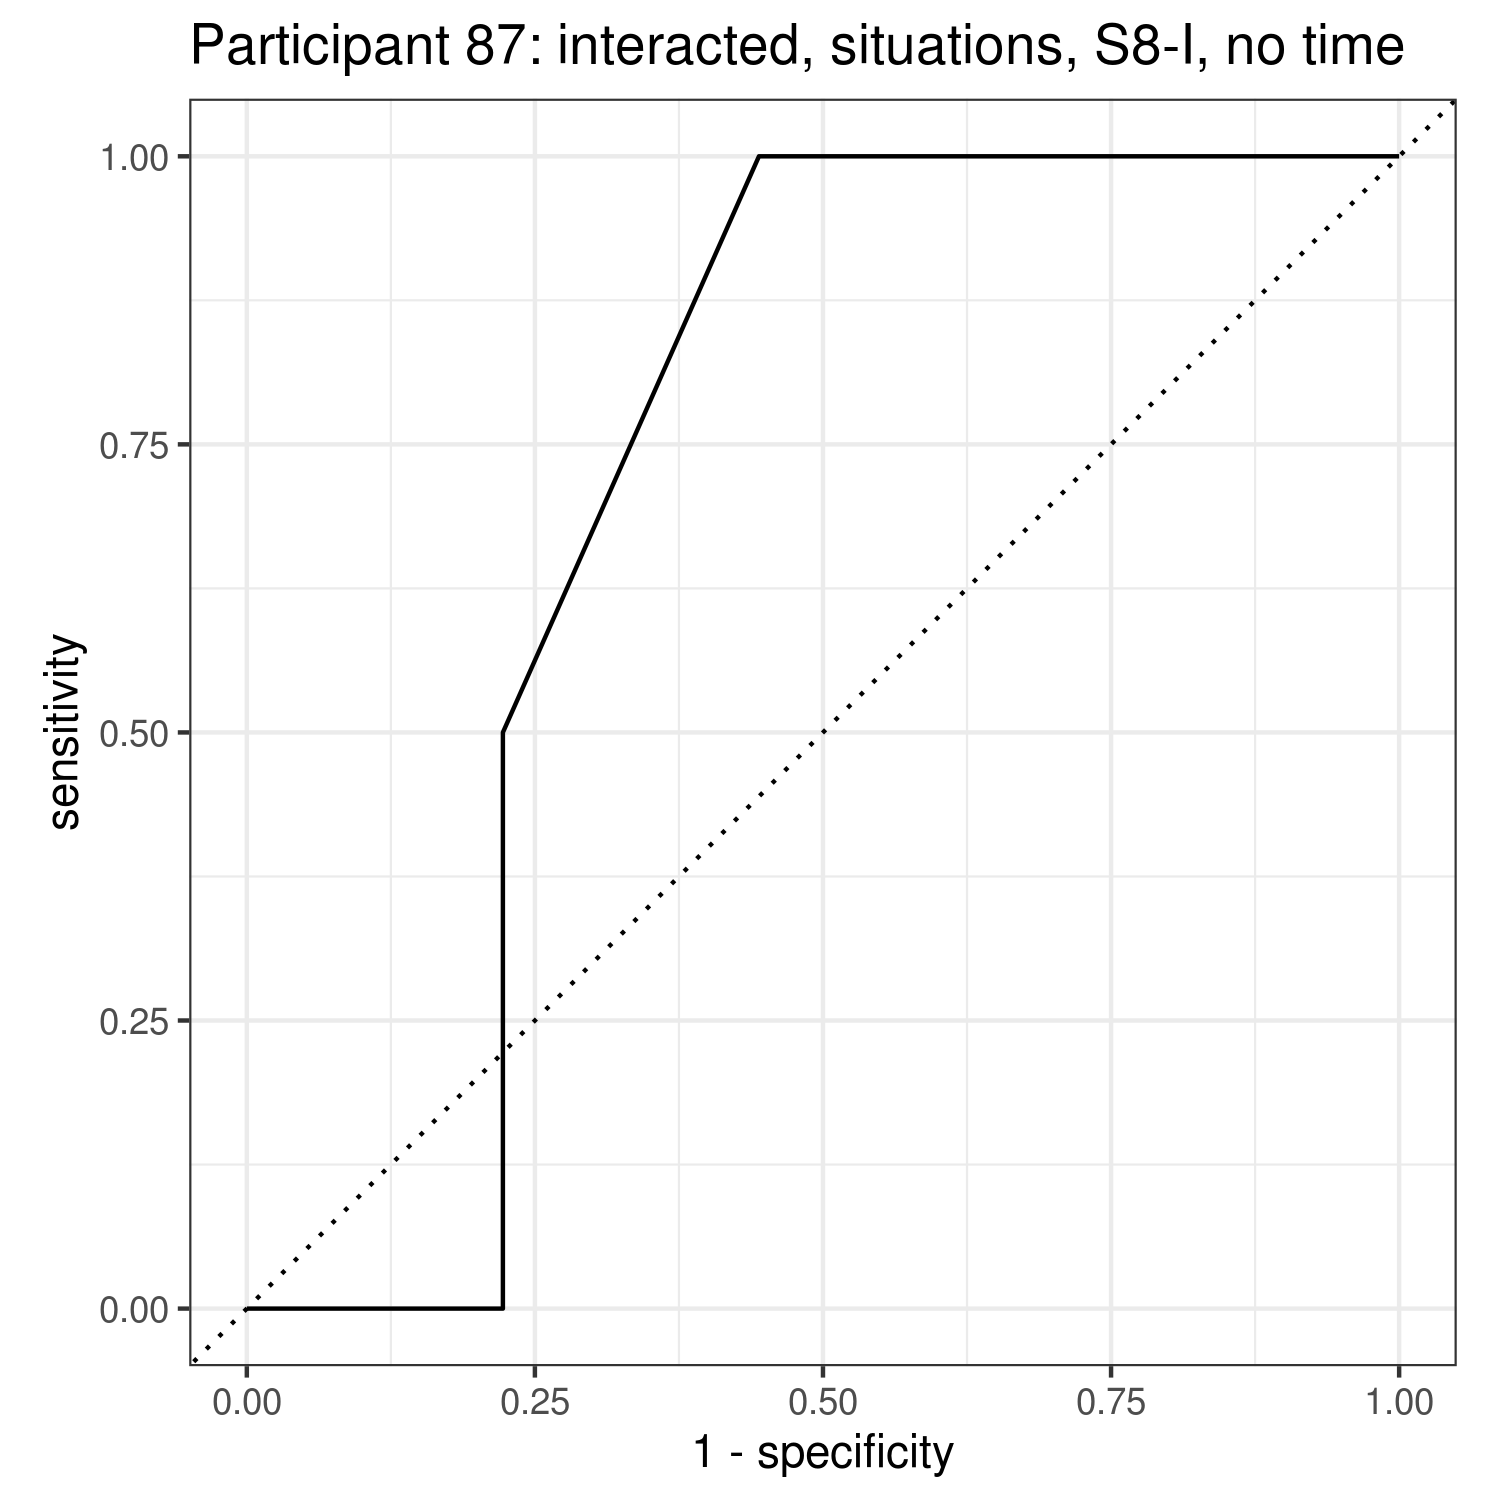 Participant 87: interacted, situations, S8-I, no time
1.00
0.75
0.50
0.25
0.00
sensitivity
0.00 0.25 0.50 0.75 1.00
1 - specificity